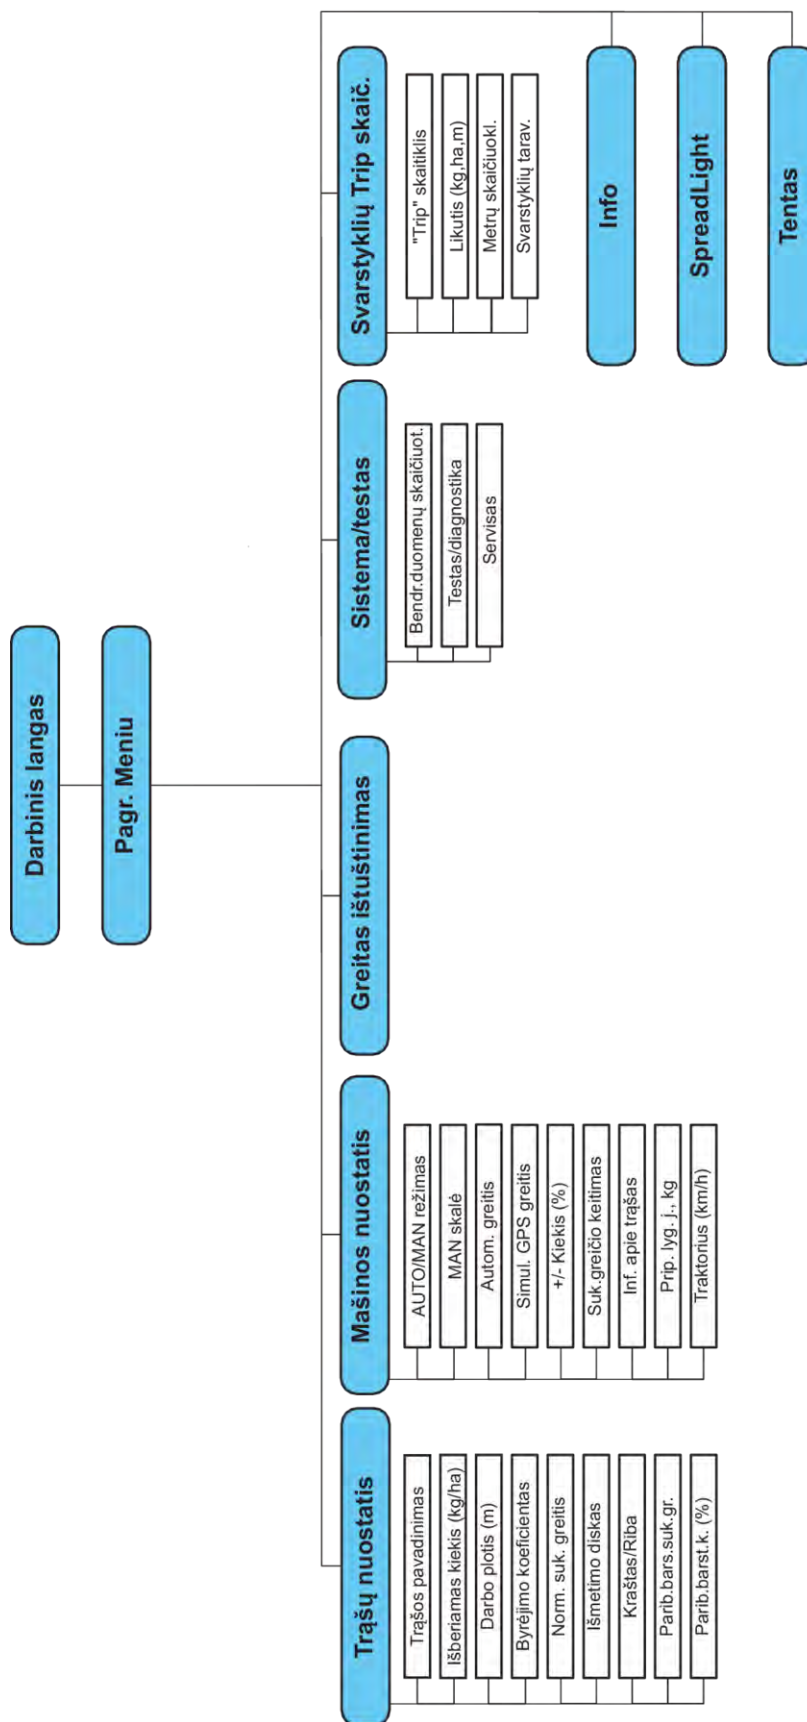 Darbinis langas
Pagr. Meniu
Trąšų nuostatis
Trąšos pavadinimas
Išberiamas kiekis (kg/ha)
Darbo plotis (m)
Byrėjimo koeficientas
Norm. suk. greitis
Išmetimo diskas
Kraštas/Riba
Parib.bars.suk.gr.
Parib.barst.k. (%)
Mašinos nuostatis
AUTO/MAN režimas
MAN skalė
Autom. greitis
Simul. GPS greitis
+/- Kiekis (%)
Suk.greičio keitimas
Inf. apie trąšas
Prip. lyg. j., kg
Traktorius (km/h)
Greitas ištuštinimas
Sistema/testas
Bendr.duomenų skaičiuot.
Testas/diagnostika
Servisas
Svarstyklių Trip skaič.
"Trip" skaitiklis
Likutis (kg,ha,m)
Metrų skaičiuokl.
Svarstyklių tarav.
Info
SpreadLight
Tentas